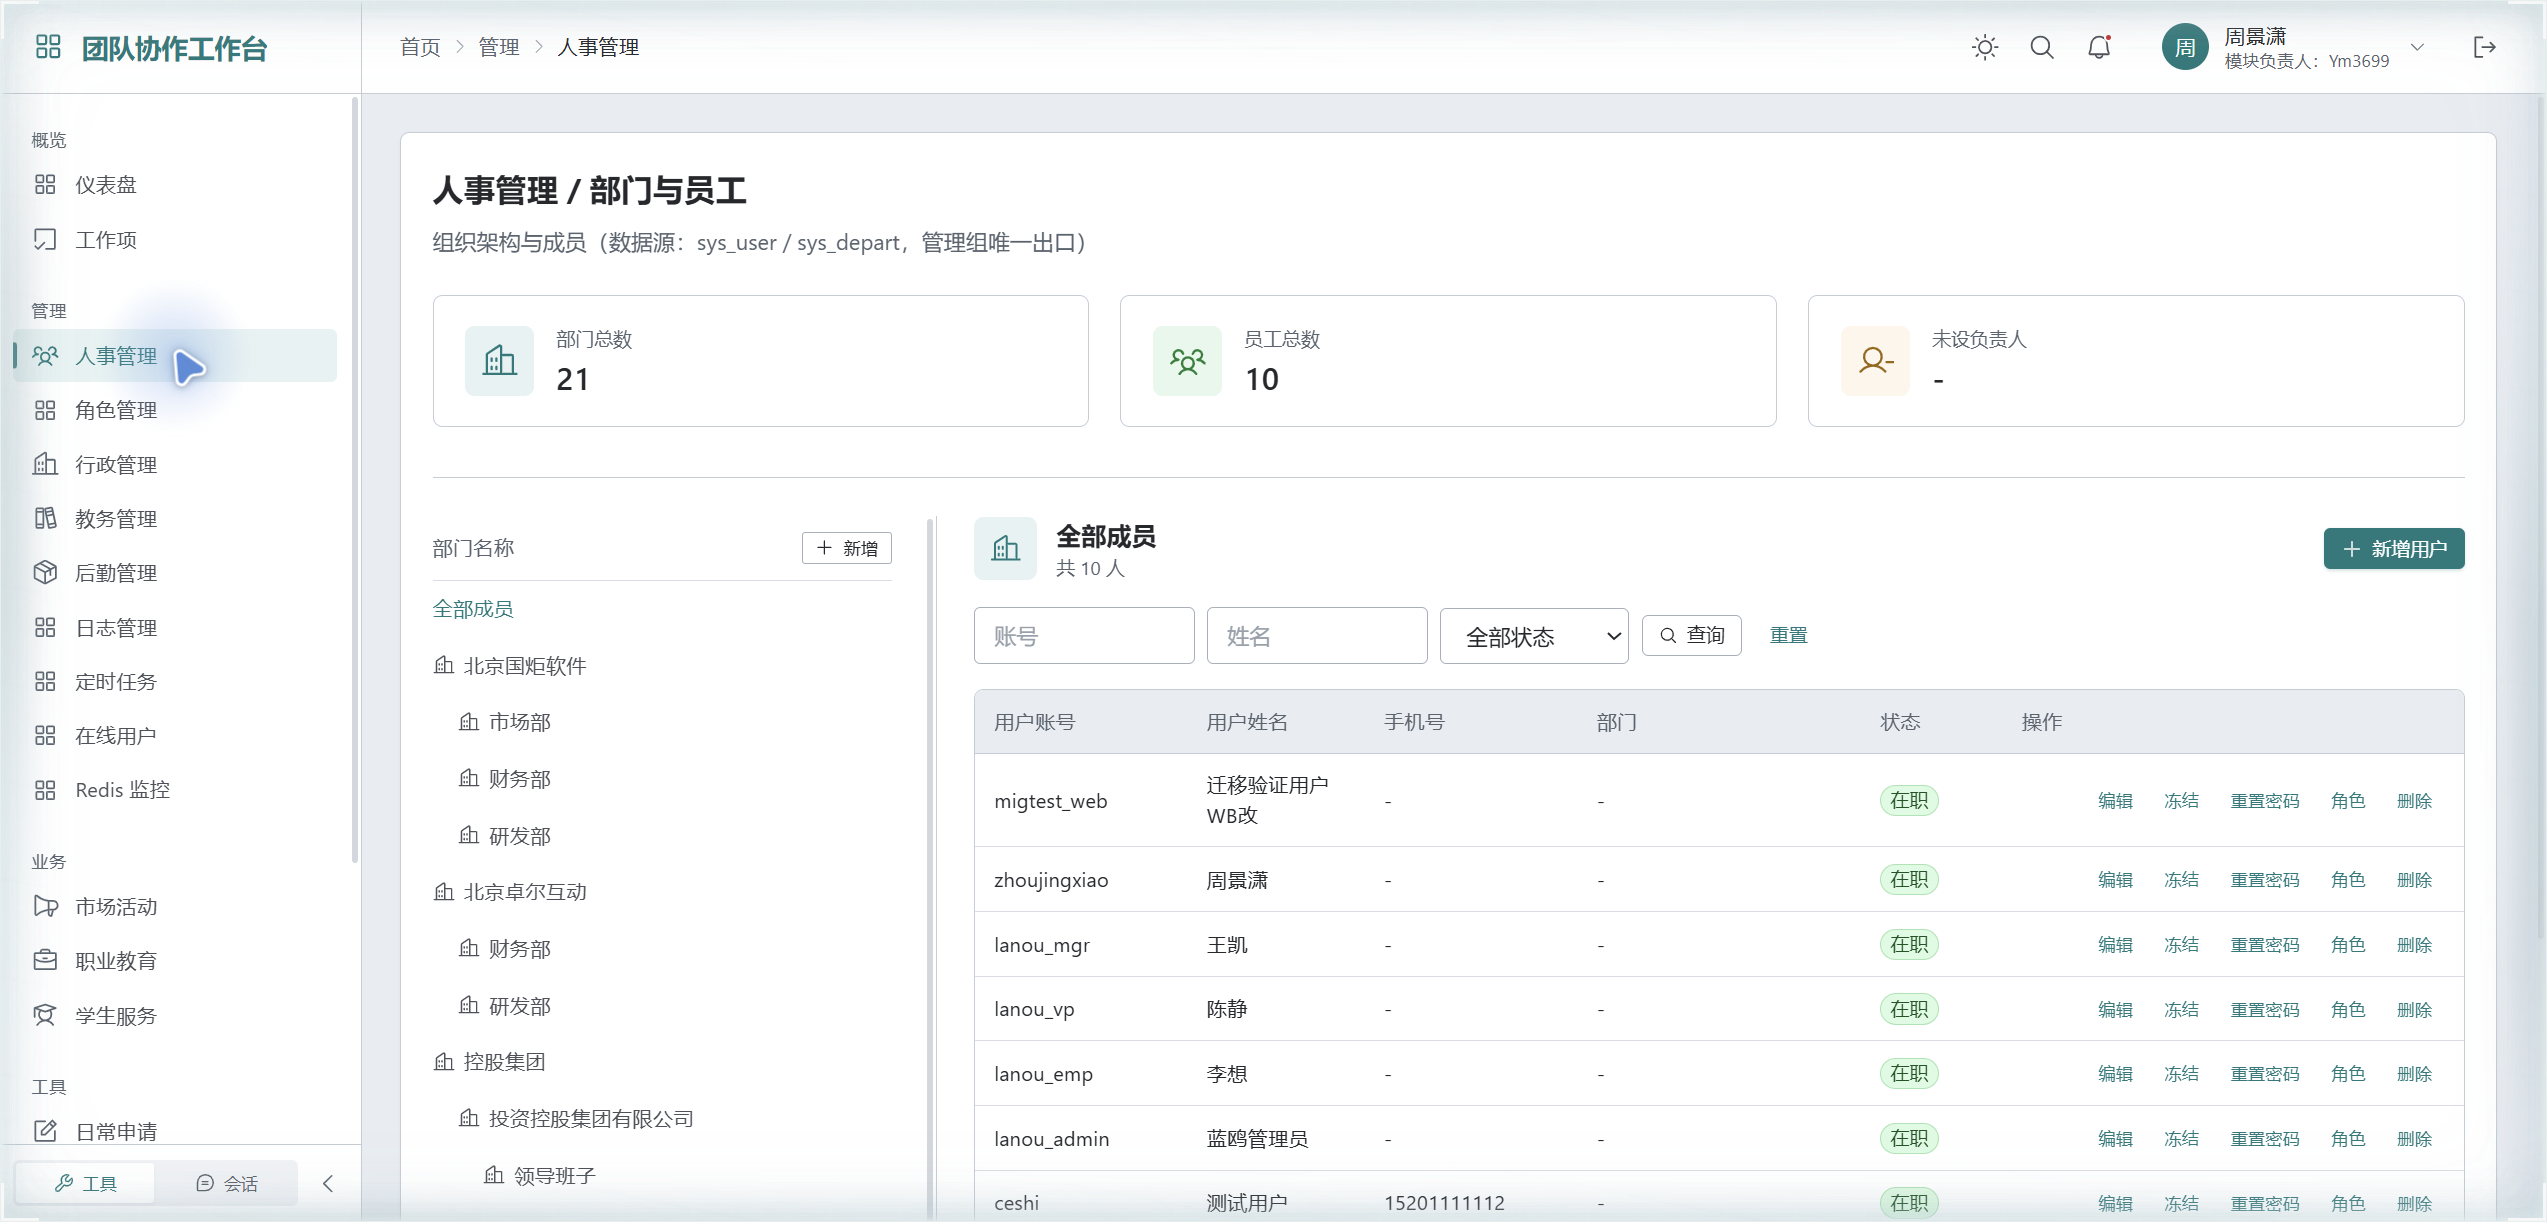 团队协作工作台
首页 > 管理 > 人事管理
周
周景潇
模块负责人：Ym3699
概览
仪表盘
工作项
管理
人事管理
角色管理
行政管理
教务管理
后勤管理
日志管理
定时任务
在线用户
Redis 监控
业务
市场活动
职业教育
学生服务
工具
日常申请
工具 会话
人事管理 / 部门与员工
组织架构与成员（数据源：sys_user / sys_depart，管理组唯一出口）
部门总数
21
员工总数
10
未设负责人
-
部门名称 + 新增
全部成员
北京国炬软件
市场部
财务部
研发部
北京卓尔互动
财务部
研发部
控股集团
投资控股集团有限公司
领导班子
全部成员
共 10 人
+ 新增用户
账号 姓名 全部状态 查询 重置
用户账号 用户姓名 手机号 部门 状态 操作
migtest_web 迁移验证用户WB改 - - 在职 编辑 冻结 重置密码 角色 删除
zhoujingxiao 周景潇 - - 在职 编辑 冻结 重置密码 角色 删除
lanou_mgr 王凯 - - 在职 编辑 冻结 重置密码 角色 删除
lanou_vp 陈静 - - 在职 编辑 冻结 重置密码 角色 删除
lanou_emp 李想 - - 在职 编辑 冻结 重置密码 角色 删除
lanou_admin 蓝鸥管理员 - - 在职 编辑 冻结 重置密码 角色 删除
ceshi 测试用户 15201111112 - 在职 编辑 冻结 重置密码 角色 删除